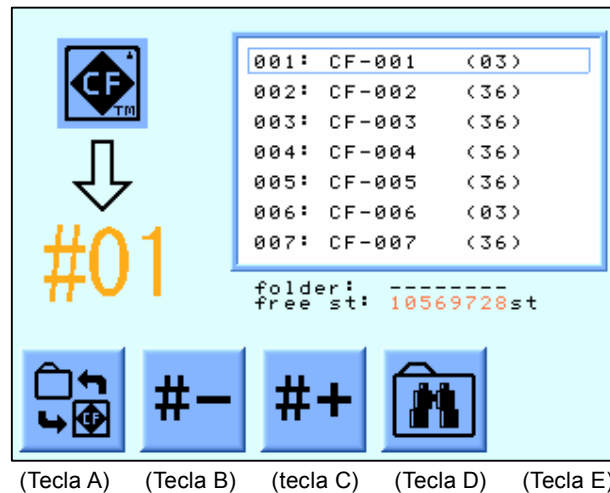 CF
TM
#01
001: CF-001 (03)
002: CF-002 (36)
003: CF-003 (36)
004: CF-004 (36)
005: CF-005 (36)
006: CF-006 (03)
007: CF-007 (36)
folder: --------
free st: 10569728st
#- #+
(Tecla A) (Tecla B) (tecla C) (Tecla D) (Tecla E)